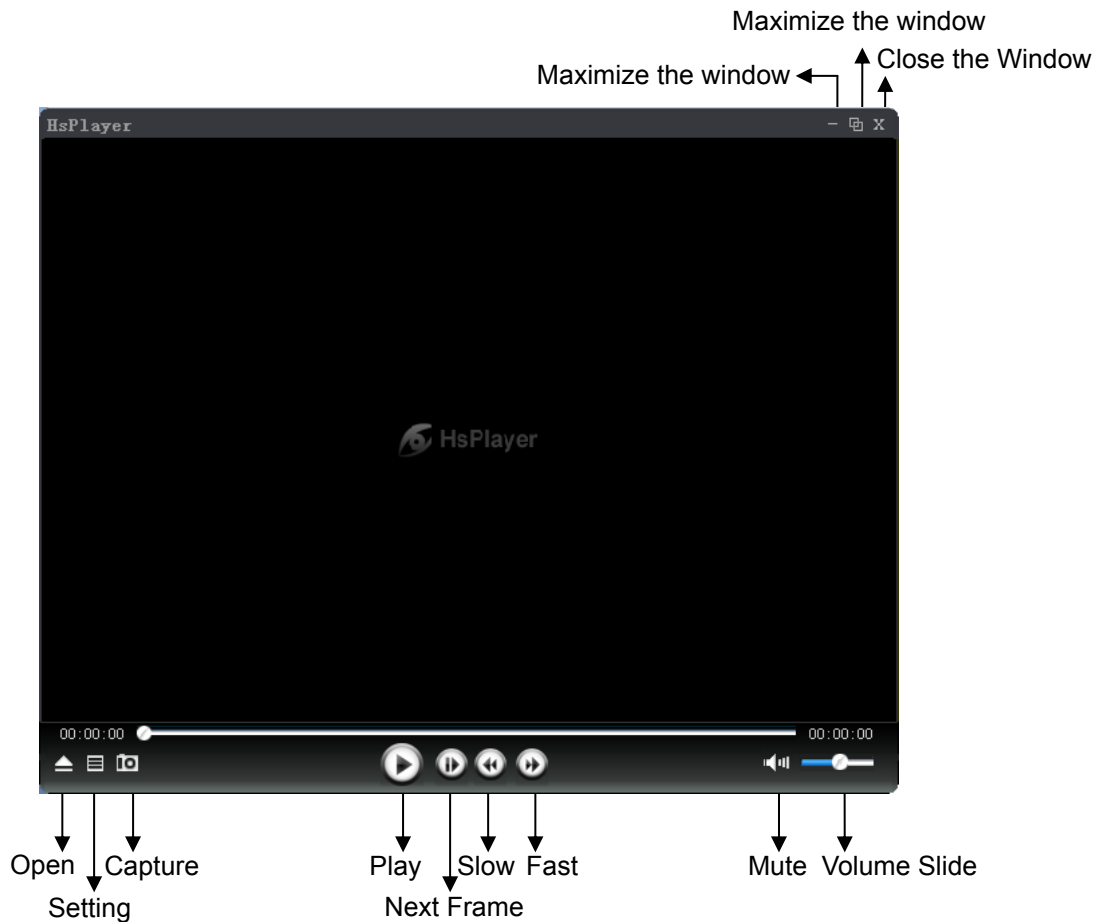 Maximize the window
Close the Window
Maximize the window
HsPlayer
HsPlayer
00:00:00 00:00:00
Open Capture Play Slow Fast Mute Volume Slide
Setting Next Frame